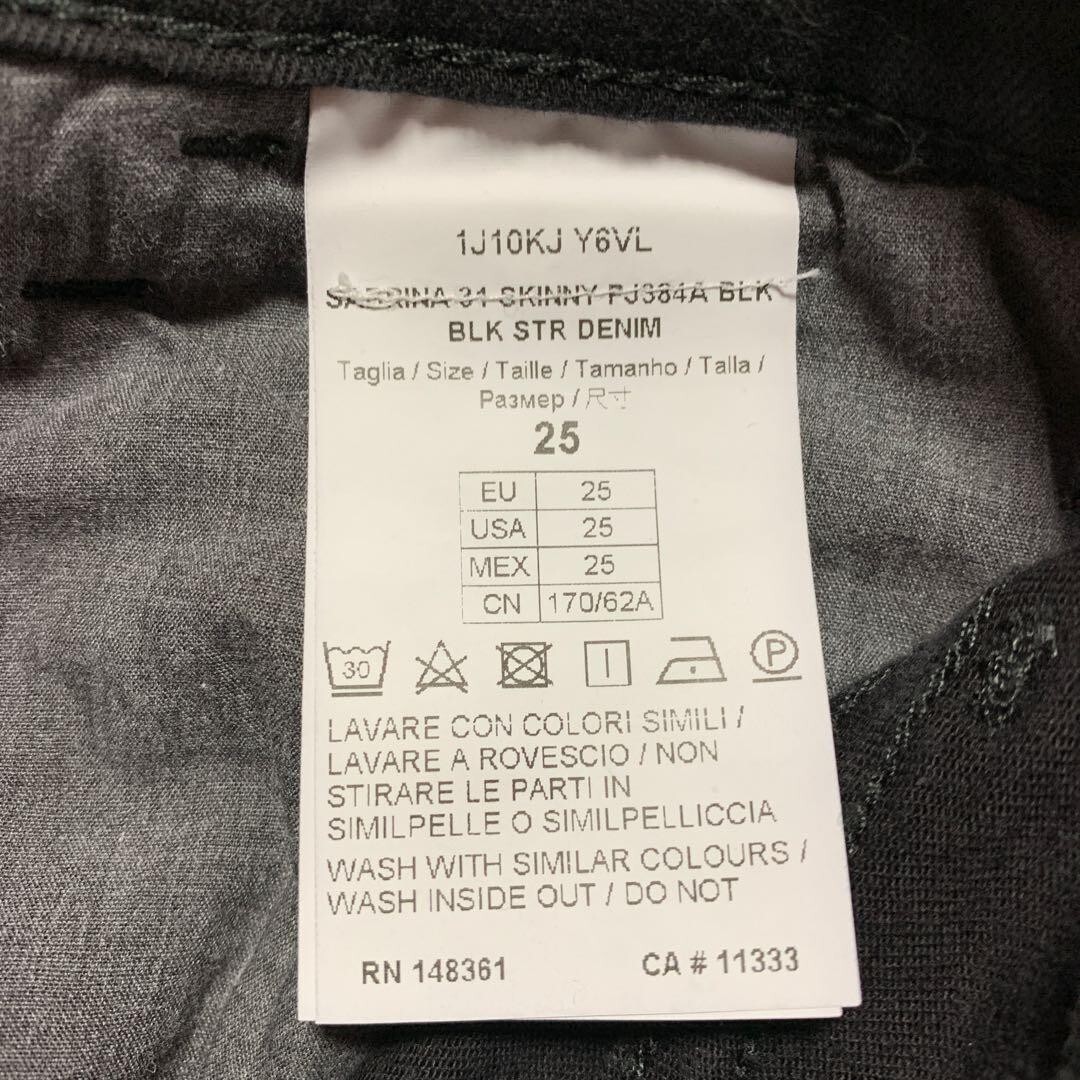 1J10KJ Y6VL
SABRINA 31 SKINNY PJ384A BLK
BLK STR DENIM
Taglia / Size / Taille / Tamanho / Talla /
Размер / 尺寸
25
EU 25
USA 25
MEX 25
CN 170/62A
30 P
LAVARE CON COLORI SIMILI /
LAVARE A ROVESCIO / NON
STIRARE LE PARTI IN
SIMILPELLE O SIMILPELLICCIA
WASH WITH SIMILAR COLOURS /
WASH INSIDE OUT / DO NOT
RN 148361 CA # 11333